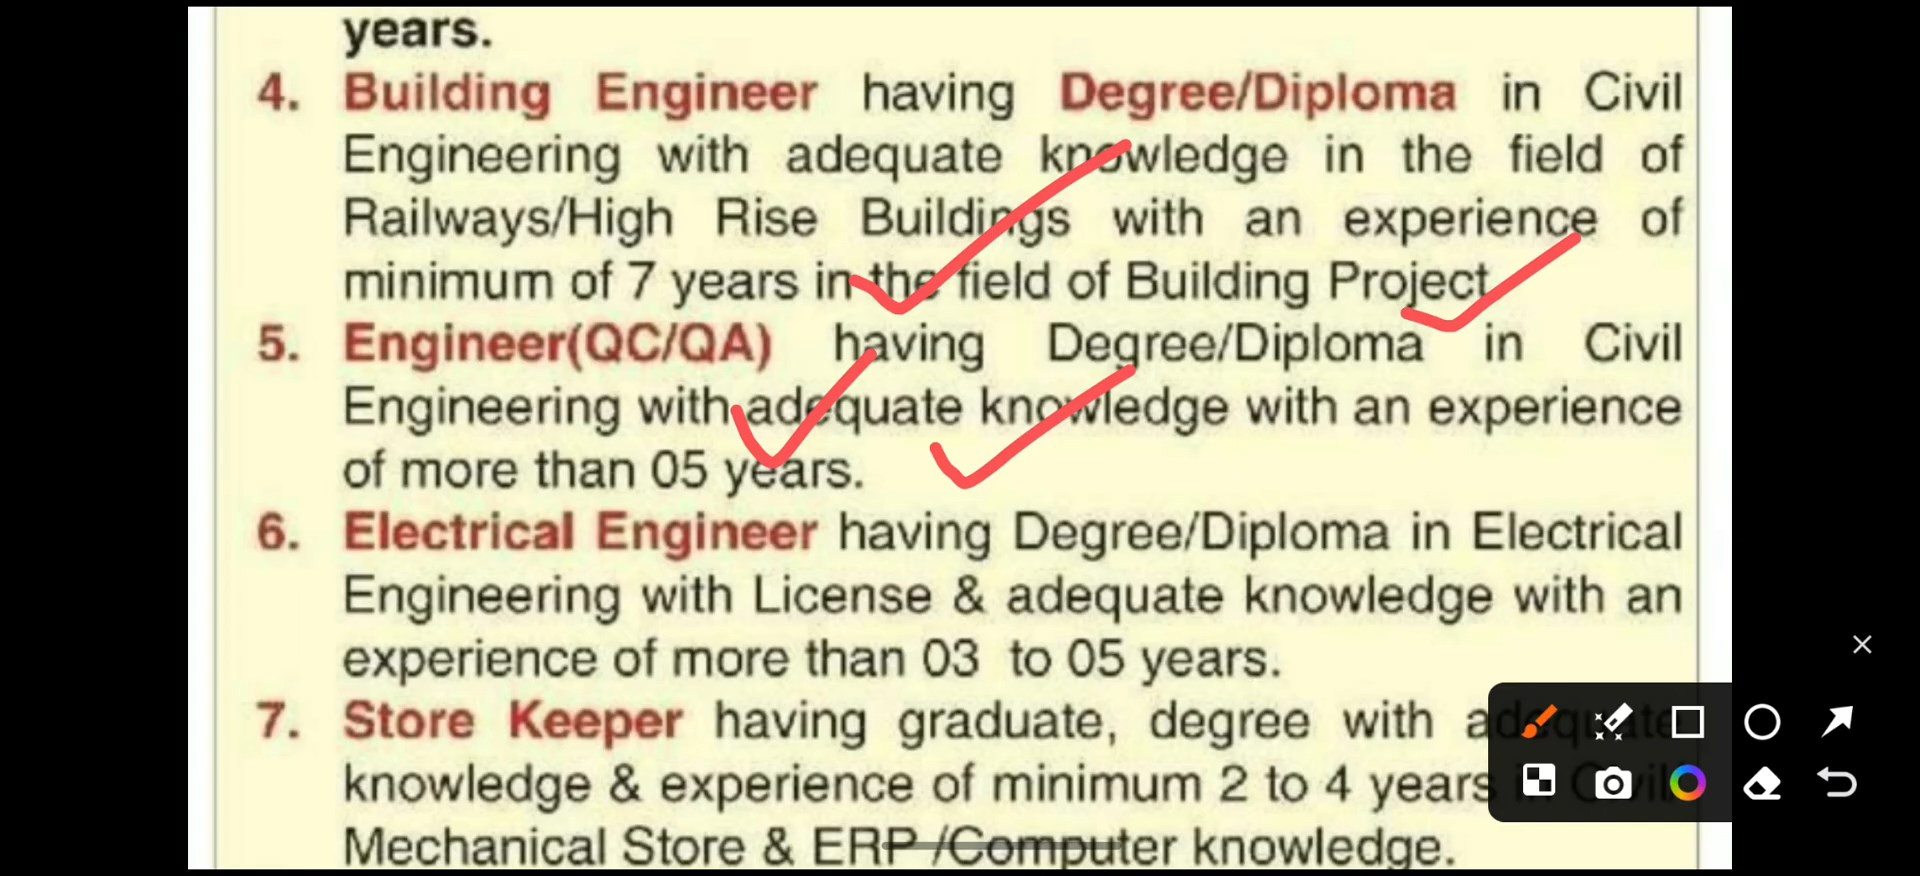 years.
4. Building Engineer having Degree/Diploma in Civil
Engineering with adequate knowledge in the field of
Railways/High Rise Buildings with an experience of
minimum of 7 years in the field of Building Project
5. Engineer(QC/QA) having Degree/Diploma in Civil
Engineering with adequate knowledge with an experience
of more than 05 years.
6. Electrical Engineer having Degree/Diploma in Electrical
Engineering with License & adequate knowledge with an
experience of more than 03 to 05 years.
7. Store Keeper having graduate, degree with adequate
knowledge & experience of minimum 2 to 4 years in Civil
Mechanical Store & ERP /Computer knowledge.